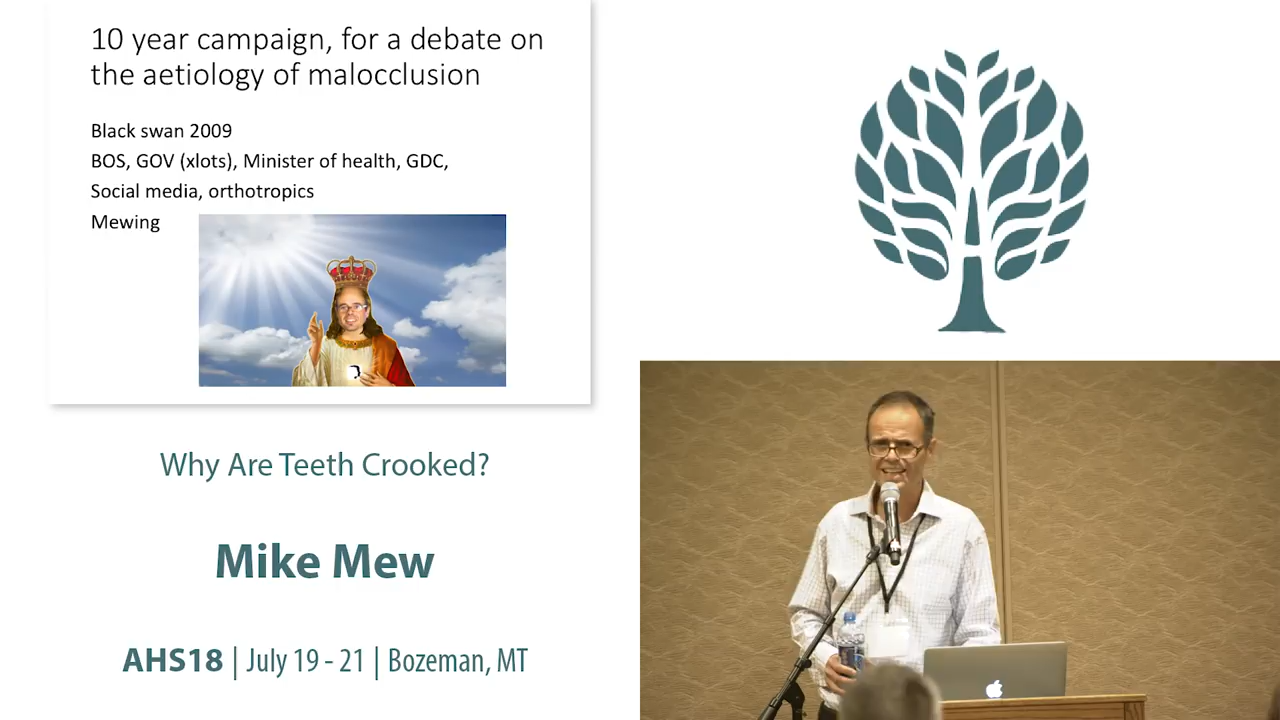 10 year campaign, for a debate on
the aetiology of malocclusion
Black swan 2009
BOS, GOV (xlots), Minister of health, GDC,
Social media, orthotropics
Mewing
Why Are Teeth Crooked?
Mike Mew
AHS18 | July 19 - 21 | Bozeman, MT